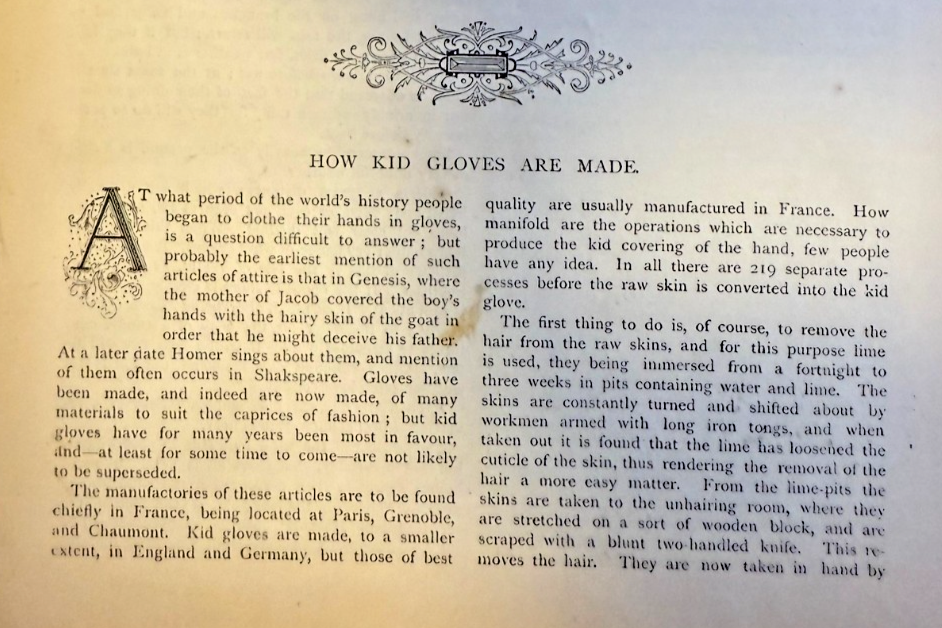 HOW KID GLOVES ARE MADE.
AT what period of the world's history people
began to clothe their hands in gloves,
is a question difficult to answer; but
probably the earliest mention of such
articles of attire is that in Genesis, where
the mother of Jacob covered the boy's
hands with the hairy skin of the goat in
order that he might deceive his father.
At a later date Homer sings about them, and mention
of them often occurs in Shakspeare. Gloves have
been made, and indeed are now made, of many
materials to suit the caprices of fashion; but kid
gloves have for many years been most in favour,
and—at least for some time to come—are not likely
to be superseded.
The manufactories of these articles are to be found
chiefly in France, being located at Paris, Grenoble,
and Chaumont. Kid gloves are made, to a smaller
extent, in England and Germany, but those of best
quality are usually manufactured in France. How
manifold are the operations which are necessary to
produce the kid covering of the hand, few people
have any idea. In all there are 219 separate pro-
cesses before the raw skin is converted into the kid
glove.
The first thing to do is, of course, to remove the
hair from the raw skins, and for this purpose lime
is used, they being immersed from a fortnight to
three weeks in pits containing water and lime. The
skins are constantly turned and shifted about by
workmen armed with long iron tongs, and when
taken out it is found that the lime has loosened the
cuticle of the skin, thus rendering the removal of the
hair a more easy matter. From the lime-pits the
skins are taken to the unhairing room, where they
are stretched on a sort of wooden block, and are
scraped with a blunt two-handled knife. This re-
moves the hair. They are now taken in hand by